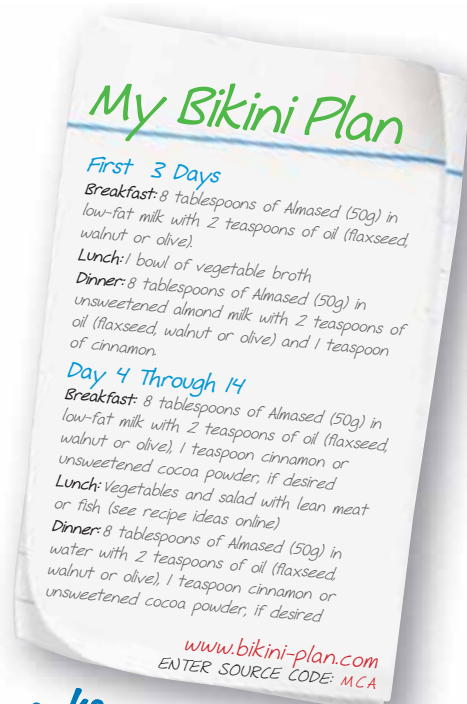 My Bikini Plan
First 3 Days
Breakfast: 8 tablespoons of Almased (50g) in
low-fat milk with 2 teaspoons of oil (flaxseed,
walnut or olive).
Lunch: 1 bowl of vegetable broth
Dinner: 8 tablespoons of Almased (50g) in
unsweetened almond milk with 2 teaspoons of
oil (flaxseed, walnut or olive) and 1 teaspoon
of cinnamon.
Day 4 Through 14
Breakfast: 8 tablespoons of Almased (50g) in
low-fat milk with 2 teaspoons of oil (flaxseed,
walnut or olive), 1 teaspoon cinnamon or
unsweetened cocoa powder, if desired
Lunch: Vegetables and salad with lean meat
or fish (see recipe ideas online)
Dinner: 8 tablespoons of Almased (50g) in
water with 2 teaspoons of oil (flaxseed,
walnut or olive), 1 teaspoon cinnamon or
unsweetened cocoa powder, if desired
www.bikini-plan.com
ENTER SOURCE CODE: MCA